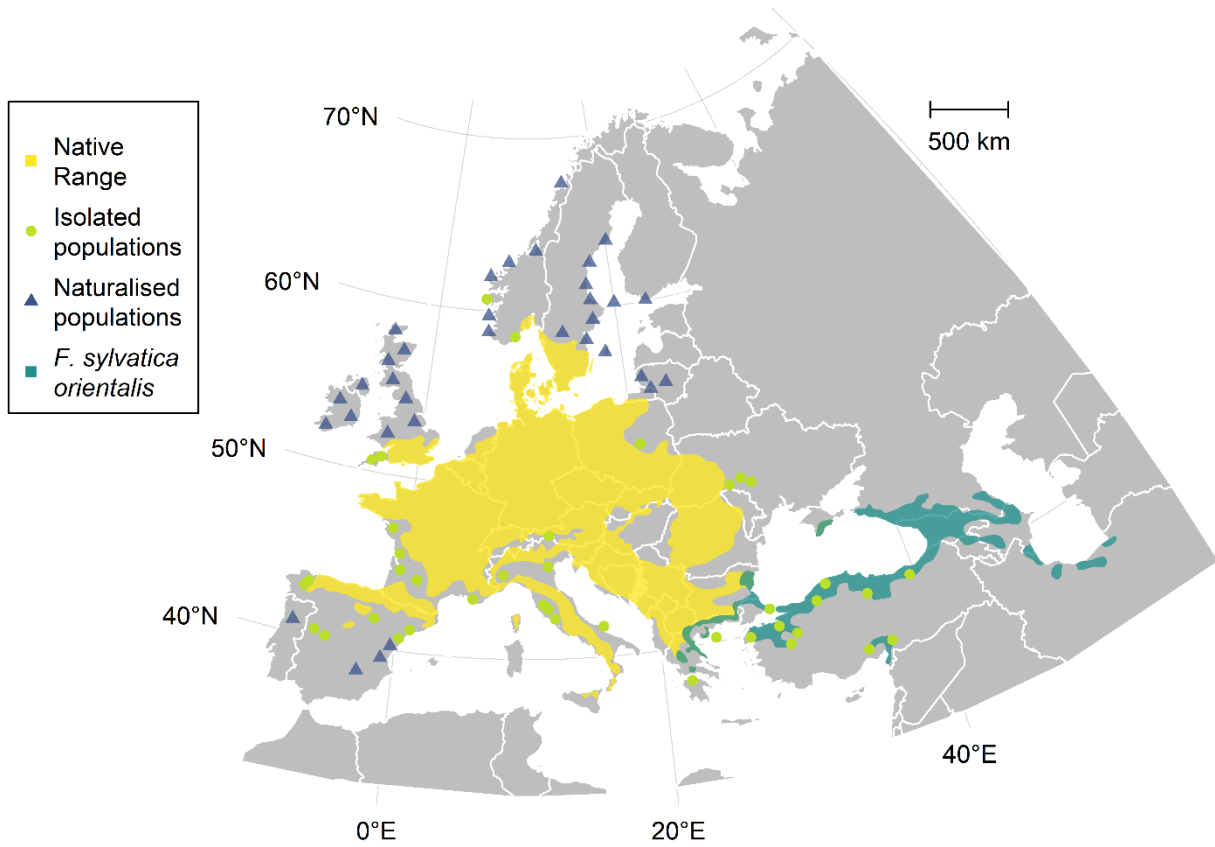 Native
Range
Isolated
populations
Naturalised
populations
F. sylvatica
orientalis
70°N
60°N
50°N
40°N
500 km
0°E
20°E
40°E